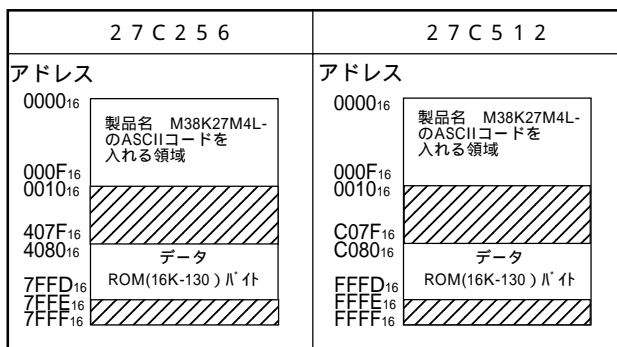 27C256
27C512
アドレス
0000₁₆
製品名 M38K27M4L-
のASCIIコードを
入れる領域
000F₁₆
0010₁₆
407F₁₆
4080₁₆
データ
ROM(16K-130) バイト
7FFD₁₆
7FFE₁₆
7FFF₁₆
アドレス
0000₁₆
製品名 M38K27M4L-
のASCIIコードを
入れる領域
000F₁₆
0010₁₆
C07F₁₆
C080₁₆
データ
ROM(16K-130) バイト
FFFD₁₆
FFFE₁₆
FFFF₁₆